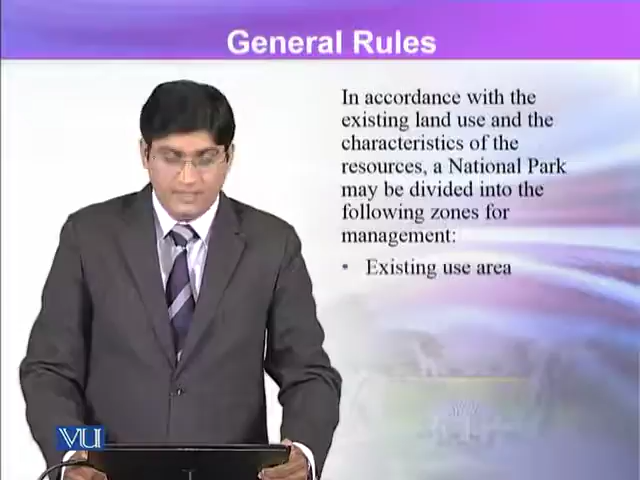 General Rules
In accordance with the
existing land use and the
characteristics of the
resources, a National Park
may be divided into the
following zones for
management:
• Existing use area
VU